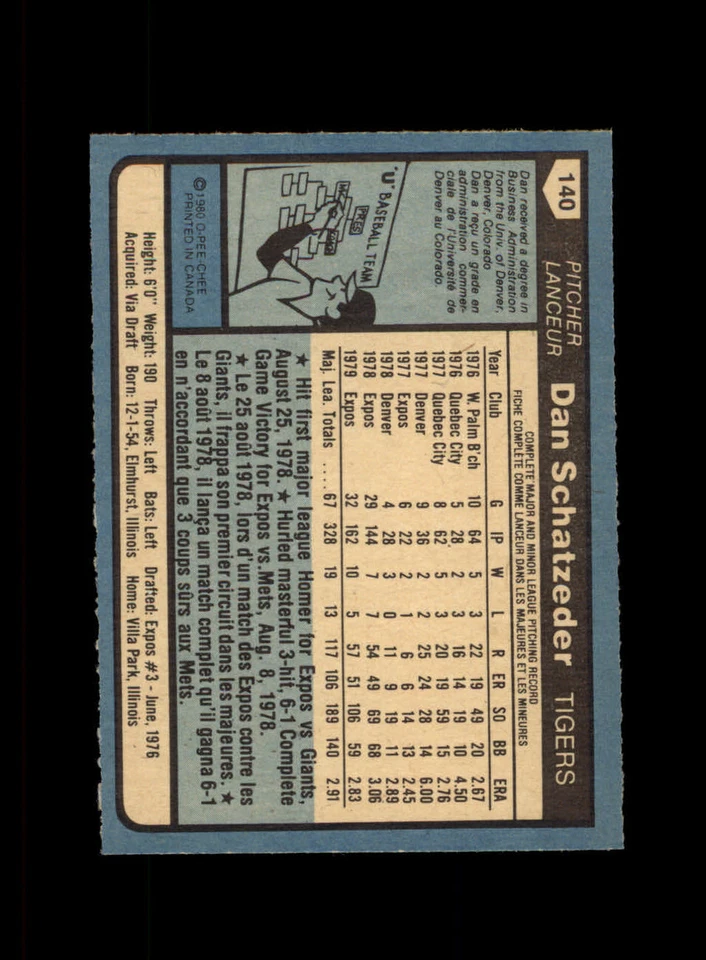 140
PITCHER
LANCEUR
Dan Schatzeder TIGERS
Dan received a degree in
Business Administration
from the Univ. of Denver,
Denver, Colorado
Dan a reçu un grade en
administration commer-
ciale de l'Université de
Denver au Colorado.
"U" BASEBALL TEAM
PRES
©1980 O-PEE-CHEE
PRINTED IN CANADA
COMPLETE MAJOR AND MINOR LEAGUE PITCHING RECORD
FICHE COMPLETE COMME LANCEUR DANS LES MAJEURES ET LES MINEURES
Year Club G IP W L R ER SO BB ERA
1976 W. Palm B'ch 10 64 5 3 22 19 49 20 2.67
1976 Quebec City 5 28 2 3 16 14 19 10 4.50
1977 Quebec City 8 62 5 3 20 19 59 15 2.76
1977 Denver 9 36 2 2 25 24 28 14 6.00
1977 Expos 6 22 2 1 6 6 14 13 2.45
1978 Denver 4 28 3 0 11 9 19 11 2.89
1978 Expos 29 144 7 7 54 49 69 68 3.06
1979 Expos 32 162 10 5 57 51 106 59 2.83
Maj. Lea. Totals .... 67 328 19 13 117 106 189 140 2.91
★ Hit first major league Homer for Expos vs Giants,
August 25, 1978. ★ Hurled masterful 3-hit, 6-1 Complete
Game Victory for Expos vs. Mets, Aug. 8, 1978.
★ Le 25 août 1978, lors d'un match des Expos contre les
Giants, il frappa son premier circuit dans les majeures. ★
Le 8 août 1978, il lança un match complet qu'il gagna 6-1
en n'accordant que 3 coups sûrs aux Mets.
Height: 6'0" Weight: 190 Throws: Left Bats: Left Drafted: Expos #3 - June, 1976
Acquired: Via Draft Born: 12-1-54, Elmhurst, Illinois Home: Villa Park, Illinois